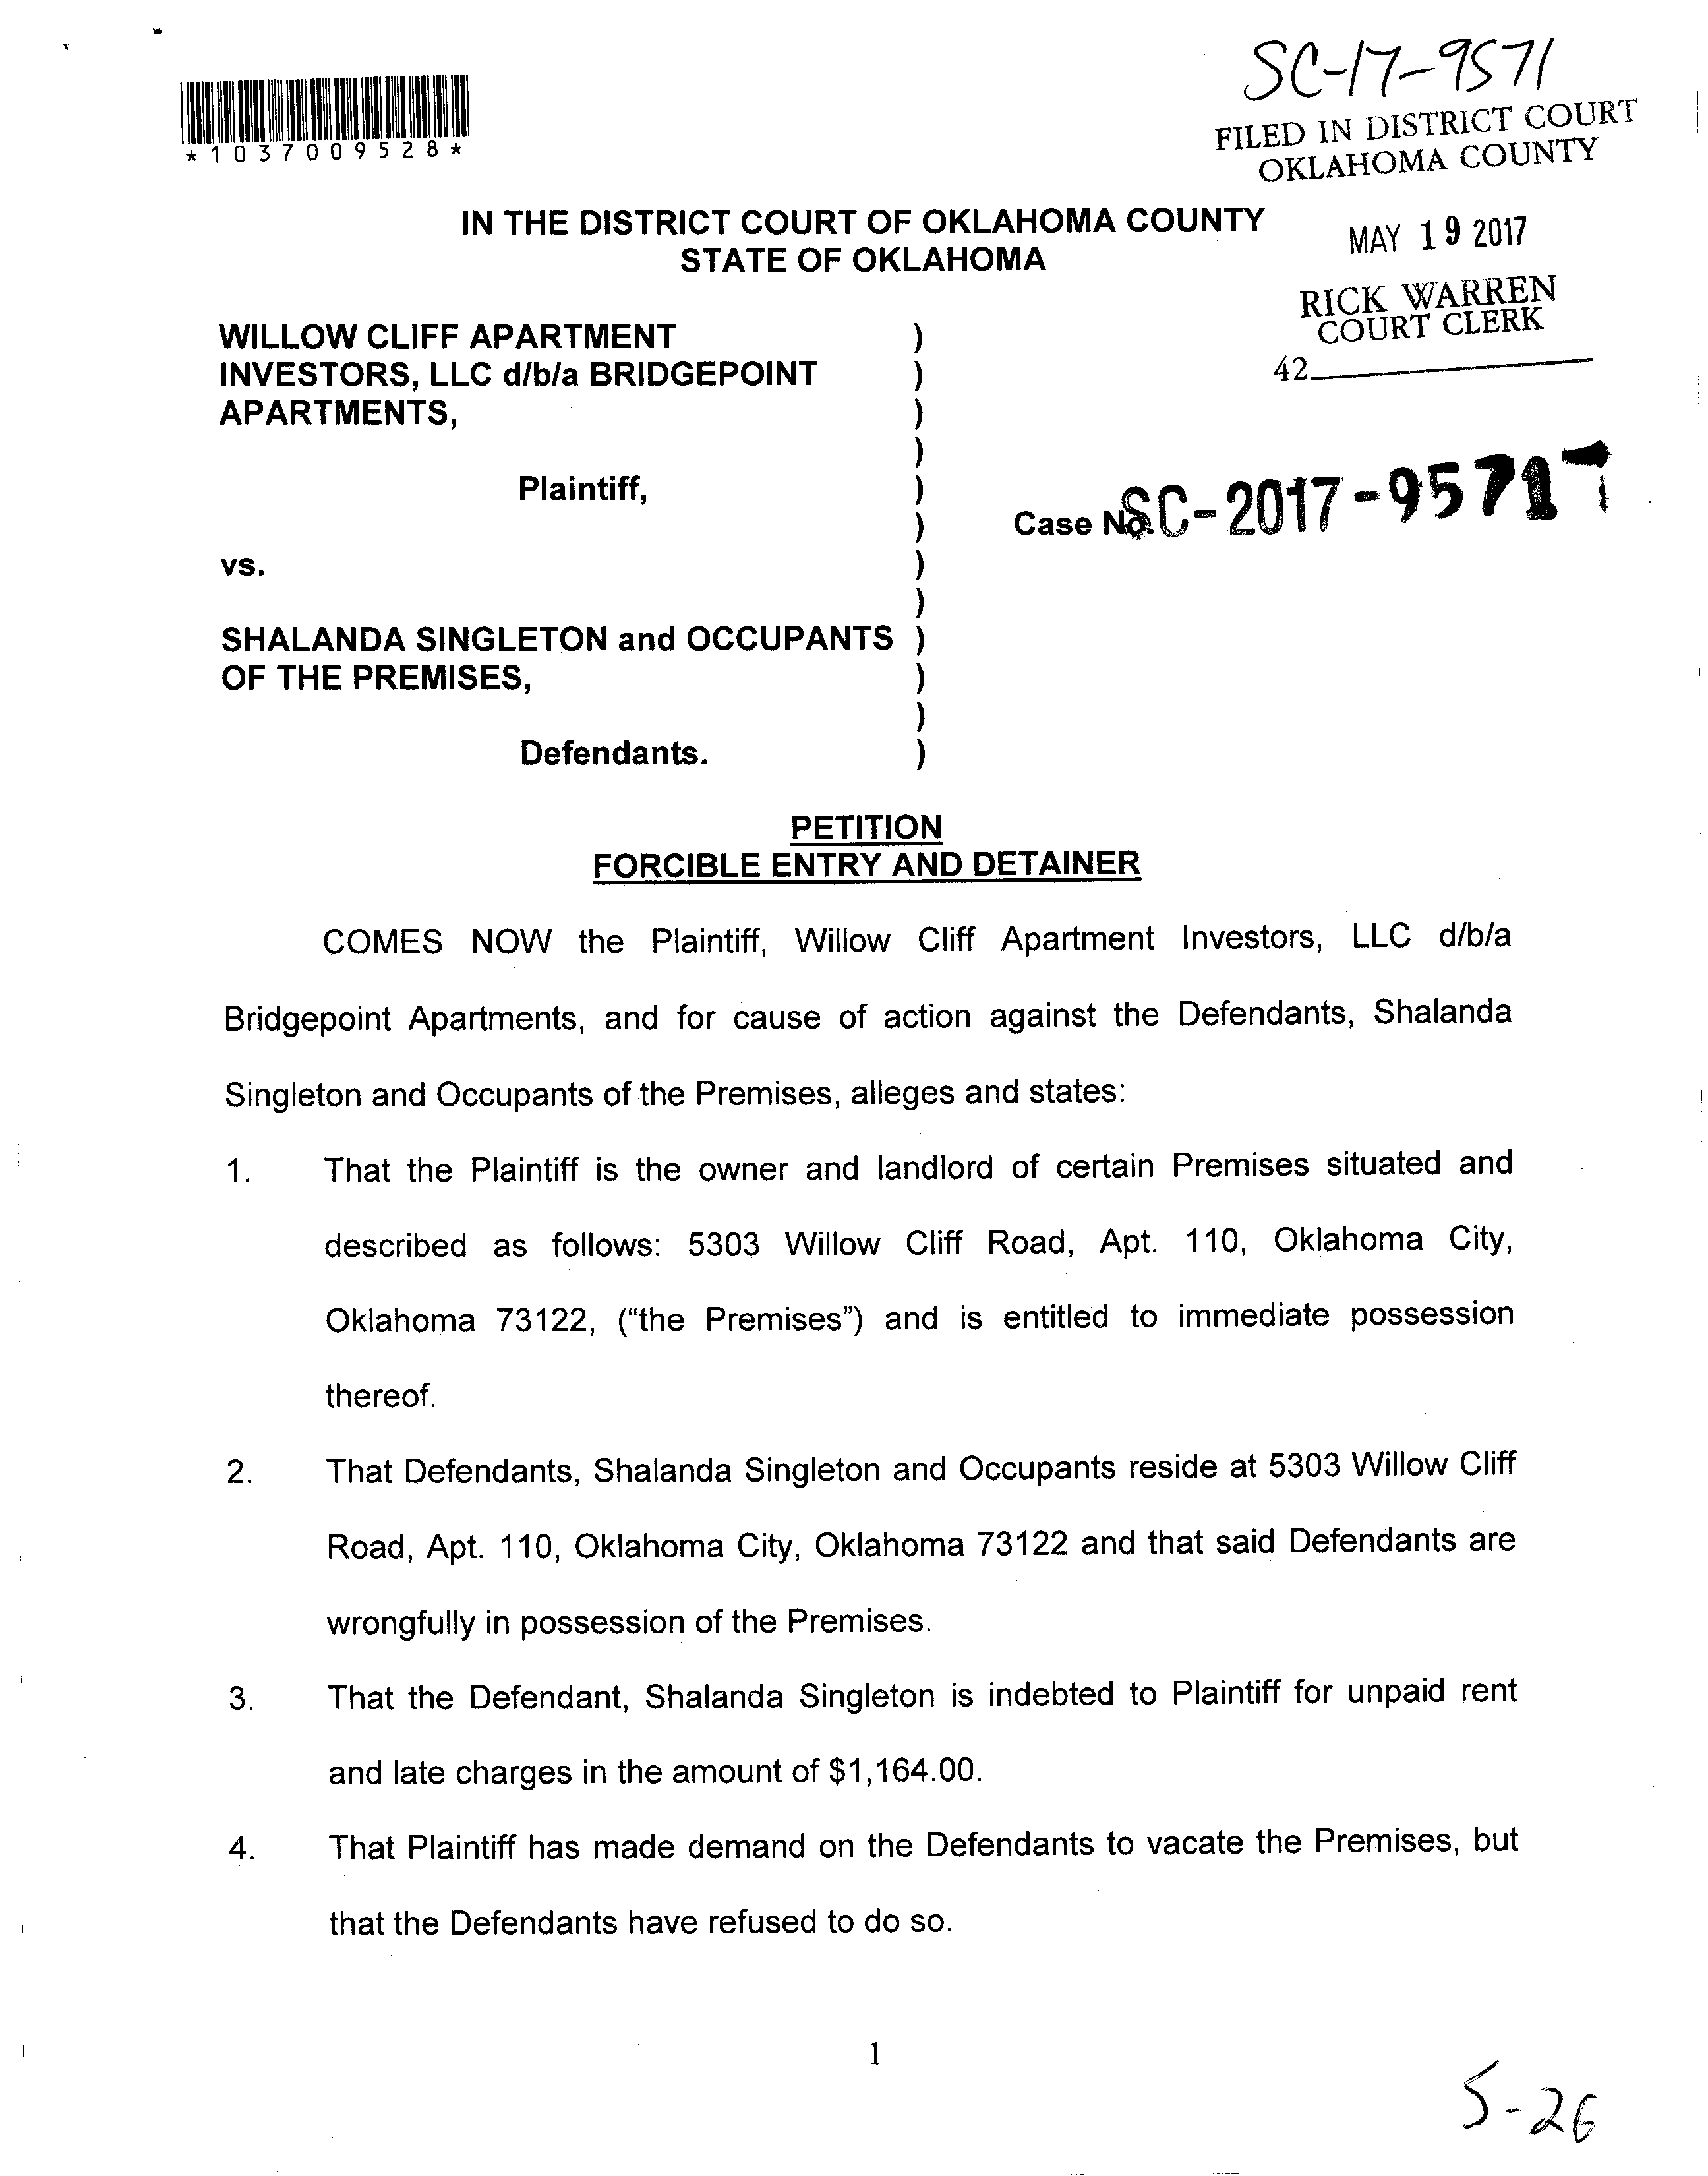 SC-17-9571
*1037009528*
FILED IN DISTRICT COURT
OKLAHOMA COUNTY
IN THE DISTRICT COURT OF OKLAHOMA COUNTY
STATE OF OKLAHOMA
MAY 19 2017
RICK WARREN
COURT CLERK
42
WILLOW CLIFF APARTMENT )
INVESTORS, LLC d/b/a BRIDGEPOINT )
APARTMENTS, )
)
Plaintiff, )
Case No. SC-2017-9571
)
vs. )
)
SHALANDA SINGLETON and OCCUPANTS )
OF THE PREMISES, )
)
Defendants. )
PETITION
FORCIBLE ENTRY AND DETAINER
COMES NOW the Plaintiff, Willow Cliff Apartment Investors, LLC d/b/a
Bridgepoint Apartments, and for cause of action against the Defendants, Shalanda
Singleton and Occupants of the Premises, alleges and states:
1. That the Plaintiff is the owner and landlord of certain Premises situated and
described as follows: 5303 Willow Cliff Road, Apt. 110, Oklahoma City,
Oklahoma 73122, (“the Premises”) and is entitled to immediate possession
thereof.
2. That Defendants, Shalanda Singleton and Occupants reside at 5303 Willow Cliff
Road, Apt. 110, Oklahoma City, Oklahoma 73122 and that said Defendants are
wrongfully in possession of the Premises.
3. That the Defendant, Shalanda Singleton is indebted to Plaintiff for unpaid rent
and late charges in the amount of $1,164.00.
4. That Plaintiff has made demand on the Defendants to vacate the Premises, but
that the Defendants have refused to do so.
1
5-26